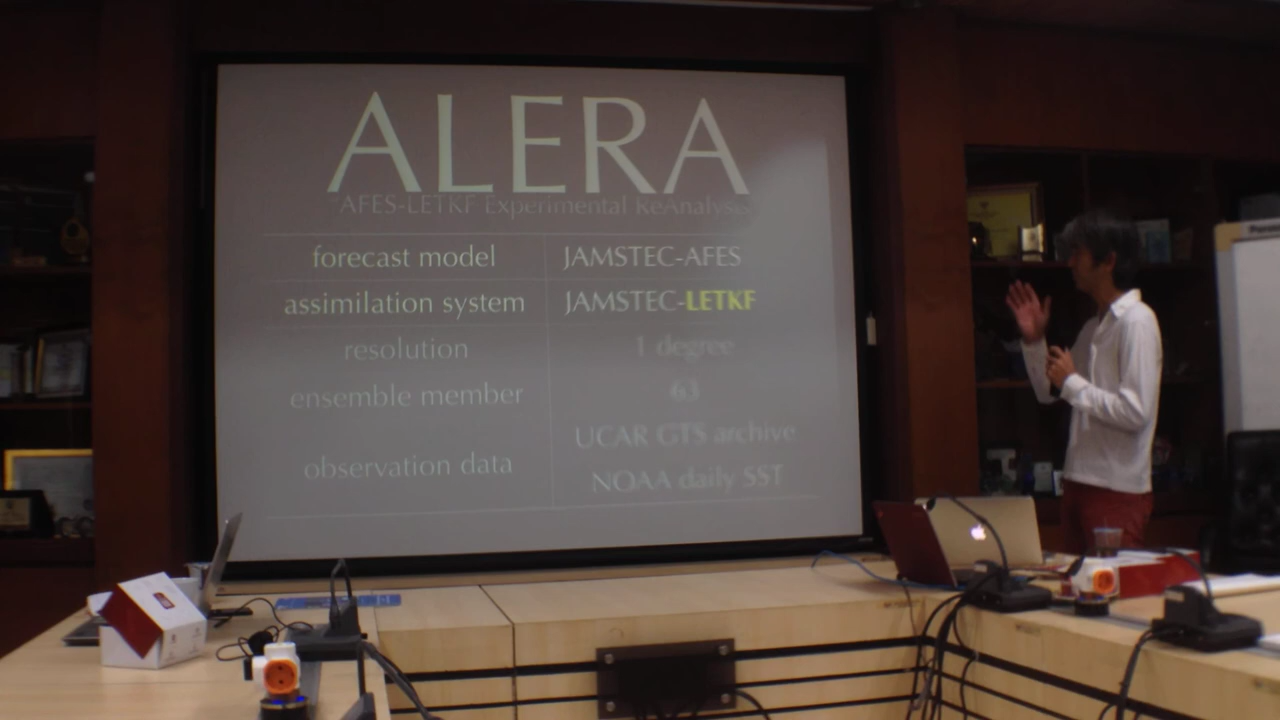 ALERA
AFES-LETKF Experimental ReAnalysis
forecast model JAMSTEC-AFES
assimilation system JAMSTEC-LETKF
resolution 1 degree
ensemble member 63
observation data UCAR GTS archive
NOAA daily SST